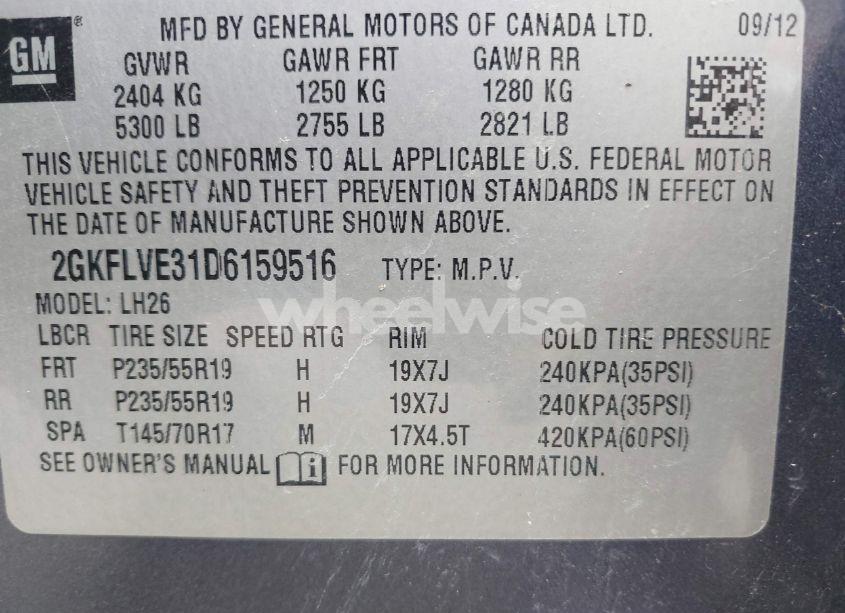 GM ® MFD BY GENERAL MOTORS OF CANADA LTD. 09/12
GVWR GAWR FRT GAWR RR
2404 KG 1250 KG 1280 KG
5300 LB 2755 LB 2821 LB
THIS VEHICLE CONFORMS TO ALL APPLICABLE U.S. FEDERAL MOTOR
VEHICLE SAFETY AND THEFT PREVENTION STANDARDS IN EFFECT ON
THE DATE OF MANUFACTURE SHOWN ABOVE.
2GKFLVE31D6159516 TYPE: M.P.V.
MODEL: LH26
wheelwise
LBCR TIRE SIZE SPEED RTG RIM COLD TIRE PRESSURE
FRT P235/55R19 H 19X7J 240KPA(35PSI)
RR P235/55R19 H 19X7J 240KPA(35PSI)
SPA T145/70R17 M 17X4.5T 420KPA(60PSI)
SEE OWNER'S MANUAL i FOR MORE INFORMATION.